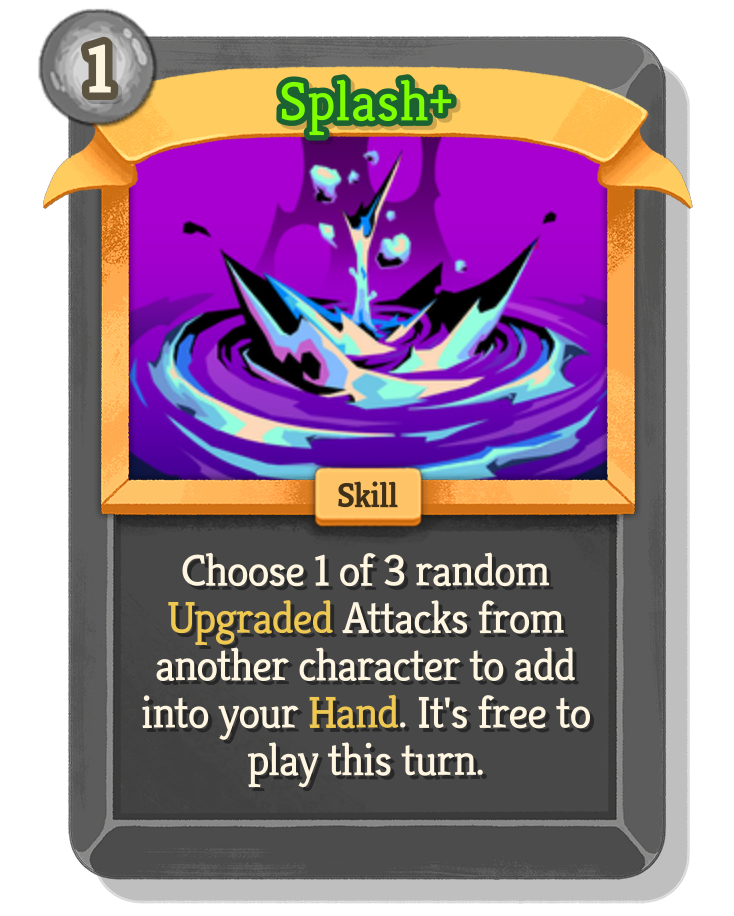 1
Splash+
Skill
Choose 1 of 3 random
Upgraded Attacks from
another character to add
into your Hand. It's free to
play this turn.